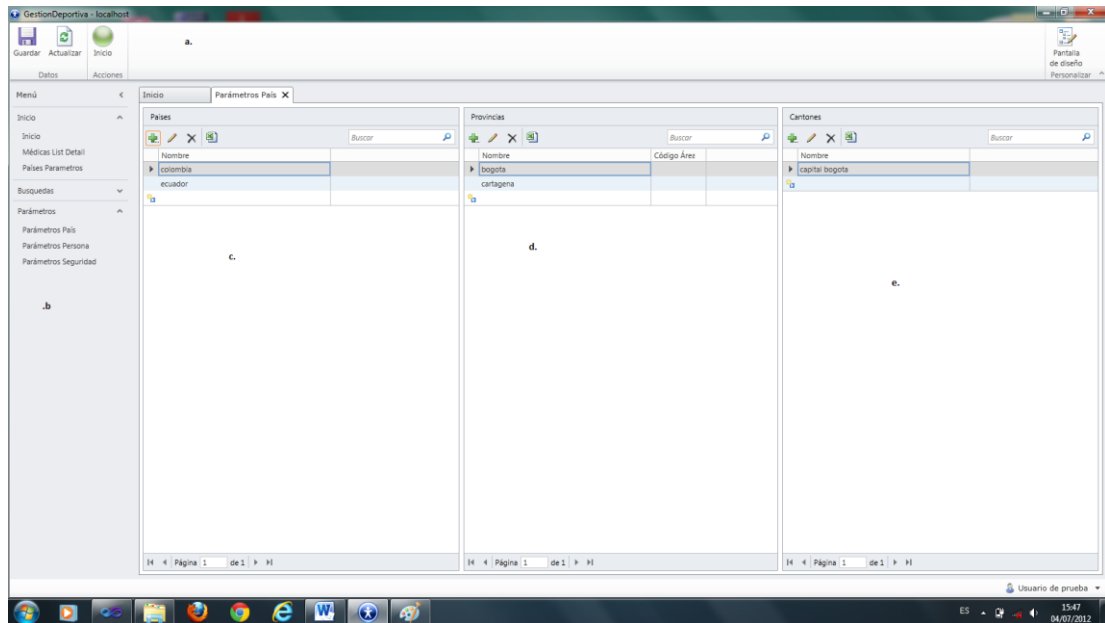 GestionDeportiva - localhost
Guardar Actualizar Inicio
Datos Acciones
a.
Pantalla
de diseño
Personalizar
Menú
Inicio
Inicio
Médicas List Detail
Países Parametros
Busquedas
Parámetros
Parámetros País
Parámetros Persona
Parámetros Seguridad
.b
Inicio Parámetros País
Paises
Buscar
Nombre
colombia
ecuador
c.
Página 1 de 1
Provincias
Buscar
Nombre Código Área
bogota
cartagena
d.
Página 1 de 1
Cantones
Buscar
Nombre
capital bogota
e.
Página 1 de 1
Usuario de prueba
ES
15:47
04/07/2012